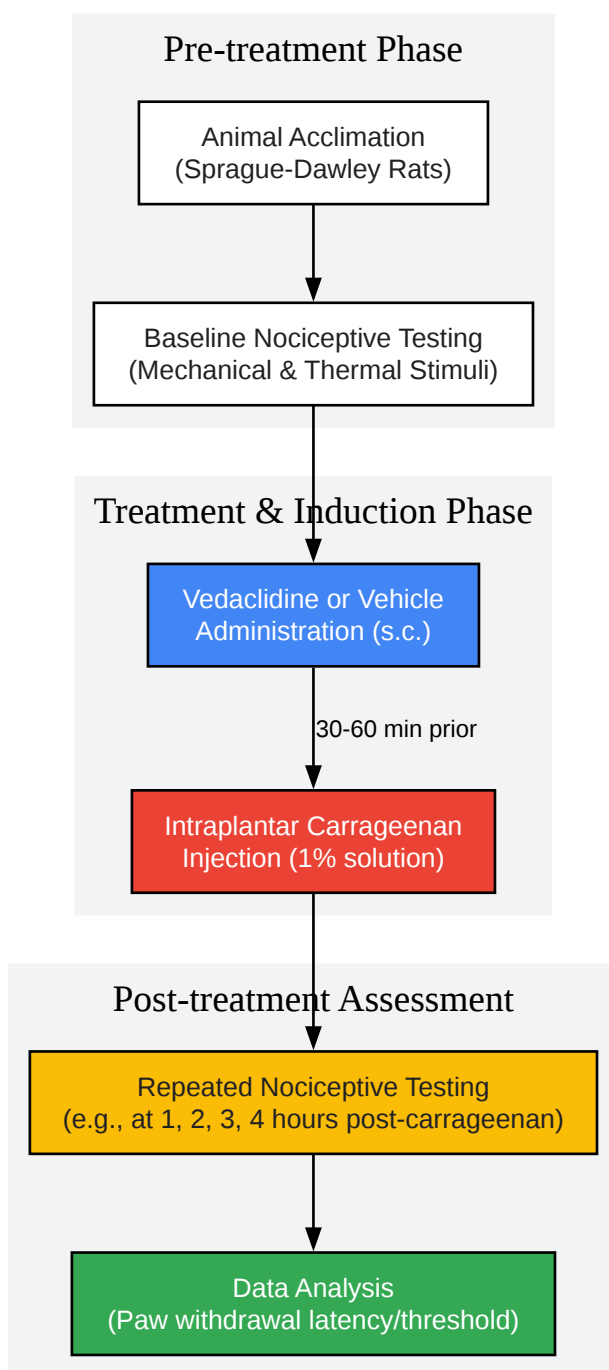 Pre-treatment Phase
Animal Acclimation
(Sprague-Dawley Rats)
Baseline Nociceptive Testing
(Mechanical & Thermal Stimuli)
Treatment & Induction Phase
Vedaclidine or Vehicle
Administration (s.c.)
30-60 min prior
Intraplantar Carrageenan
Injection (1% solution)
Post-treatment Assessment
Repeated Nociceptive Testing
(e.g., at 1, 2, 3, 4 hours post-carrageenan)
Data Analysis
(Paw withdrawal latency/threshold)